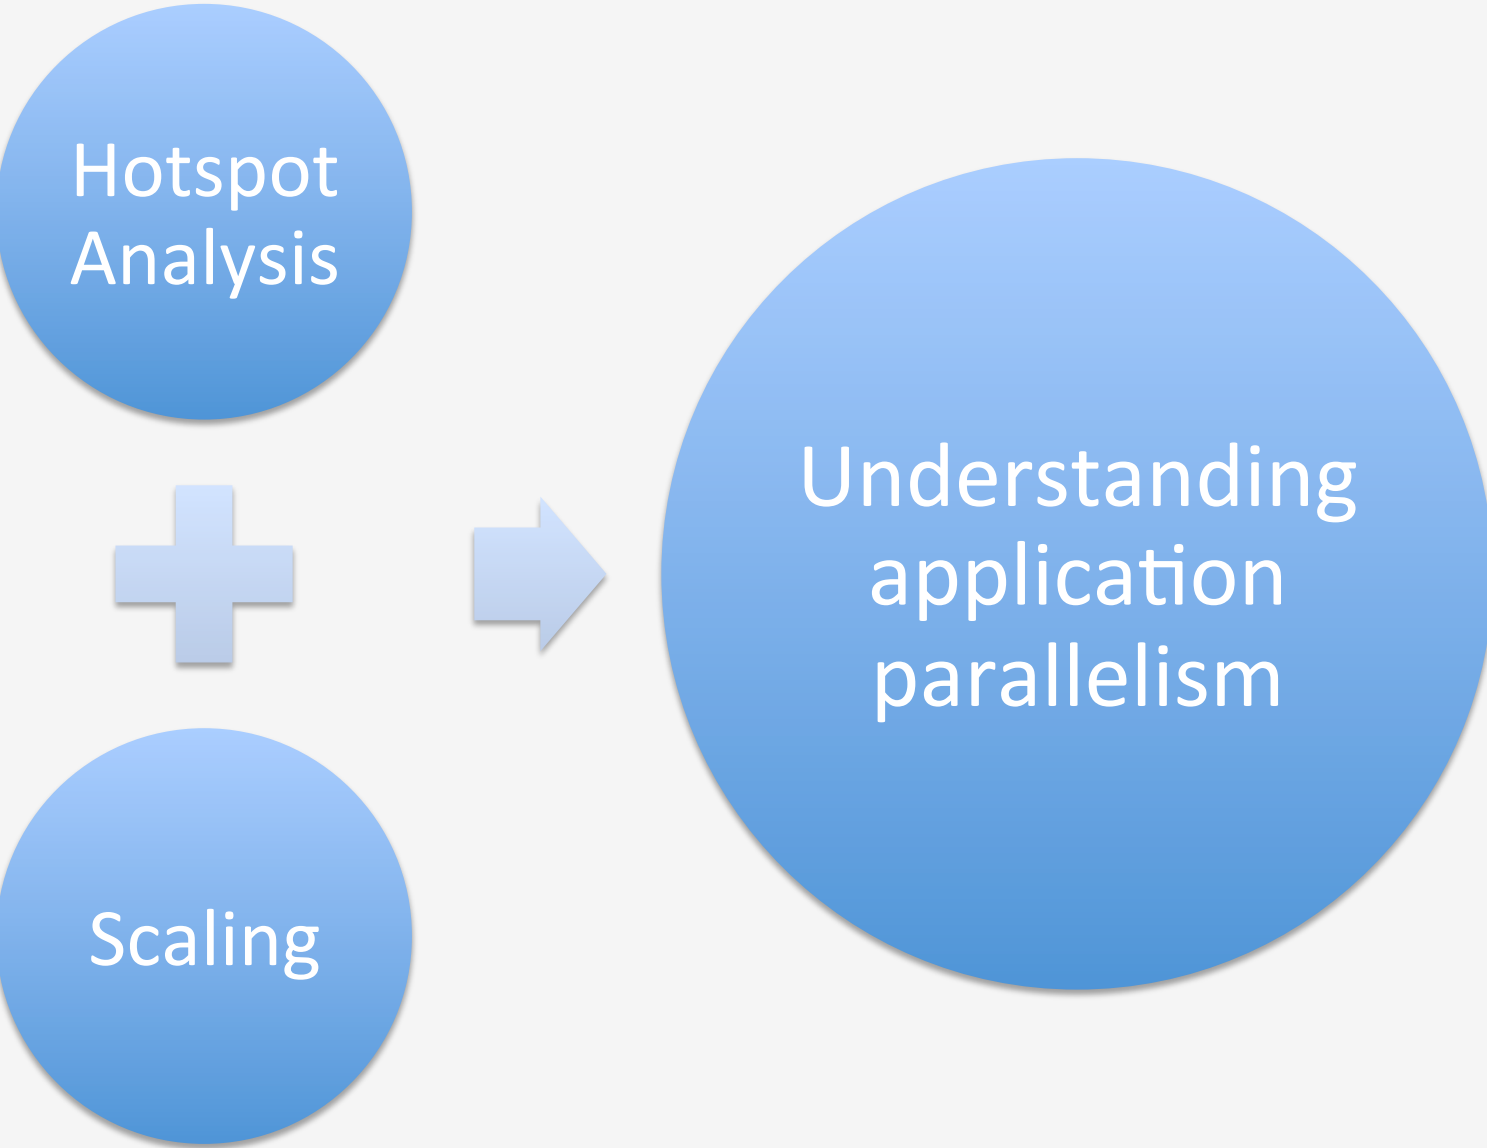 Hotspot
Analysis
Scaling
Understanding
application
parallelism